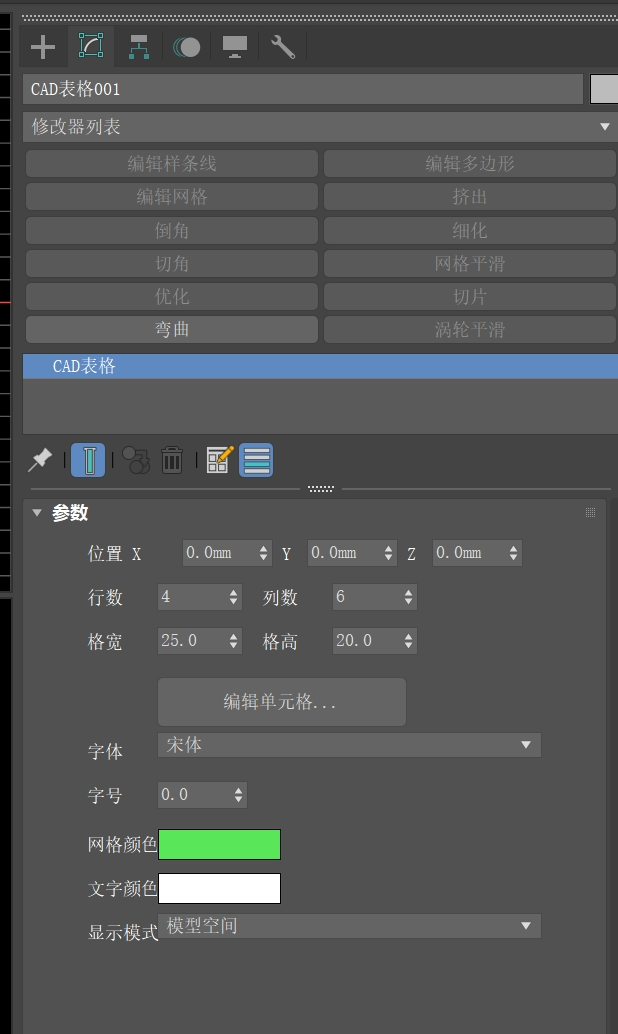 CAD表格001
修改器列表
编辑样条线 编辑多边形
编辑网格 挤出
倒角 细化
切角 网格平滑
优化 切片
弯曲 涡轮平滑
CAD表格
参数
位置 X 0.0mm Y 0.0mm Z 0.0mm
行数 4 列数 6
格宽 25.0 格高 20.0
编辑单元格...
字体 宋体
字号 0.0
网格颜色
文字颜色
显示模式 模型空间